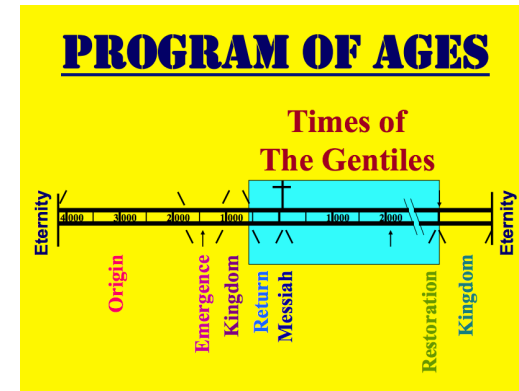 PROGRAM OF AGES
Times of
The Gentiles
Eternity
4000 3000 2000 1000 1000 2000
Eternity
Origin
Emergence
Kingdom
Return
Messiah
Restoration
Kingdom